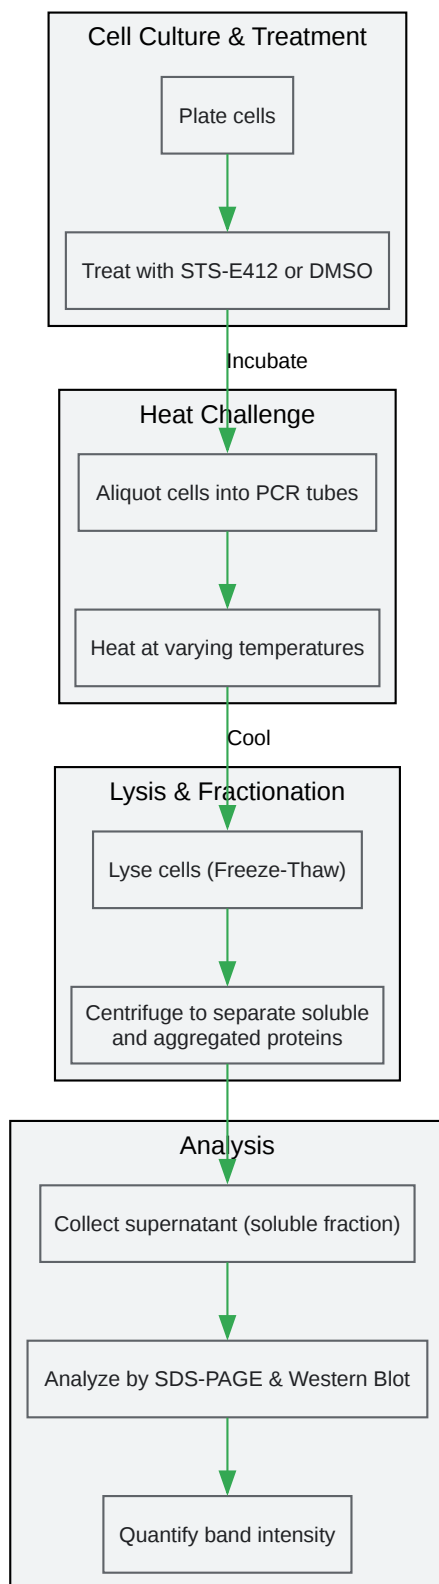 Cell Culture & Treatment
Plate cells
Treat with STS-E412 or DMSO
Incubate
Heat Challenge
Aliquot cells into PCR tubes
Heat at varying temperatures
Cool
Lysis & Fractionation
Lyse cells (Freeze-Thaw)
Centrifuge to separate soluble
and aggregated proteins
Analysis
Collect supernatant (soluble fraction)
Analyze by SDS-PAGE & Western Blot
Quantify band intensity